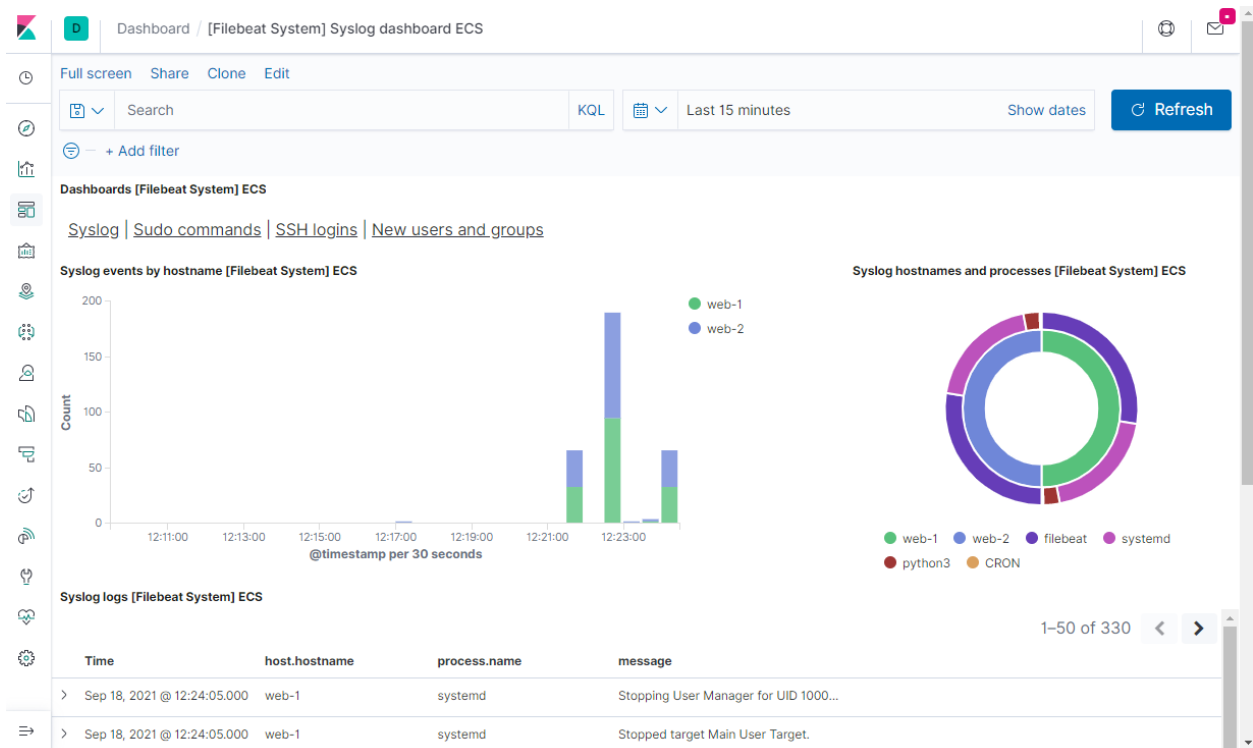 D
Dashboard / [Filebeat System] Syslog dashboard ECS
Full screen Share Clone Edit
Search KQL Last 15 minutes Show dates Refresh
+ Add filter
Dashboards [Filebeat System] ECS
Syslog | Sudo commands | SSH logins | New users and groups
Syslog events by hostname [Filebeat System] ECS
200
150
100
50
0
Count
12:11:00 12:13:00 12:15:00 12:17:00 12:19:00 12:21:00 12:23:00
@timestamp per 30 seconds
web-1
web-2
Syslog hostnames and processes [Filebeat System] ECS
web-1 web-2 filebeat systemd
python3 CRON
Syslog logs [Filebeat System] ECS
1–50 of 330
Time host.hostname process.name message
Sep 18, 2021 @ 12:24:05.000 web-1 systemd Stopping User Manager for UID 1000...
Sep 18, 2021 @ 12:24:05.000 web-1 systemd Stopped target Main User Target.